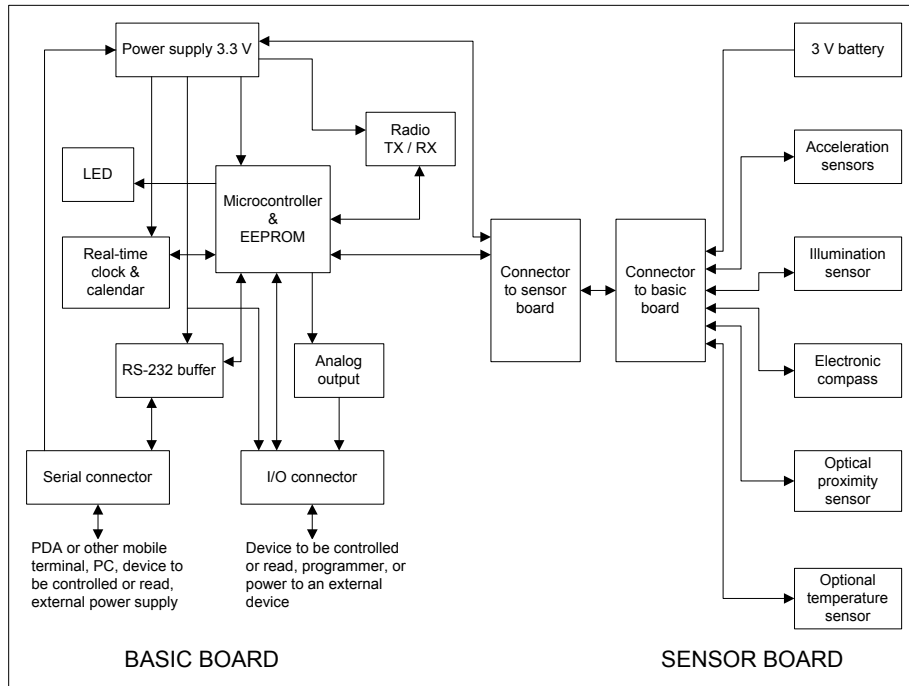 Power supply 3.3 V
3 V battery
Radio
TX / RX
Acceleration
sensors
LED
Microcontroller
&
EEPROM
Real-time
clock &
calendar
Connector
to sensor
board
Connector
to basic
board
Illumination
sensor
RS-232 buffer
Analog
output
Electronic
compass
Serial connector
I/O connector
Optical
proximity
sensor
PDA or other mobile
terminal, PC, device to
be controlled or read,
external power supply
Device to be controlled
or read, programmer, or
power to an external
device
Optional
temperature
sensor
BASIC BOARD
SENSOR BOARD